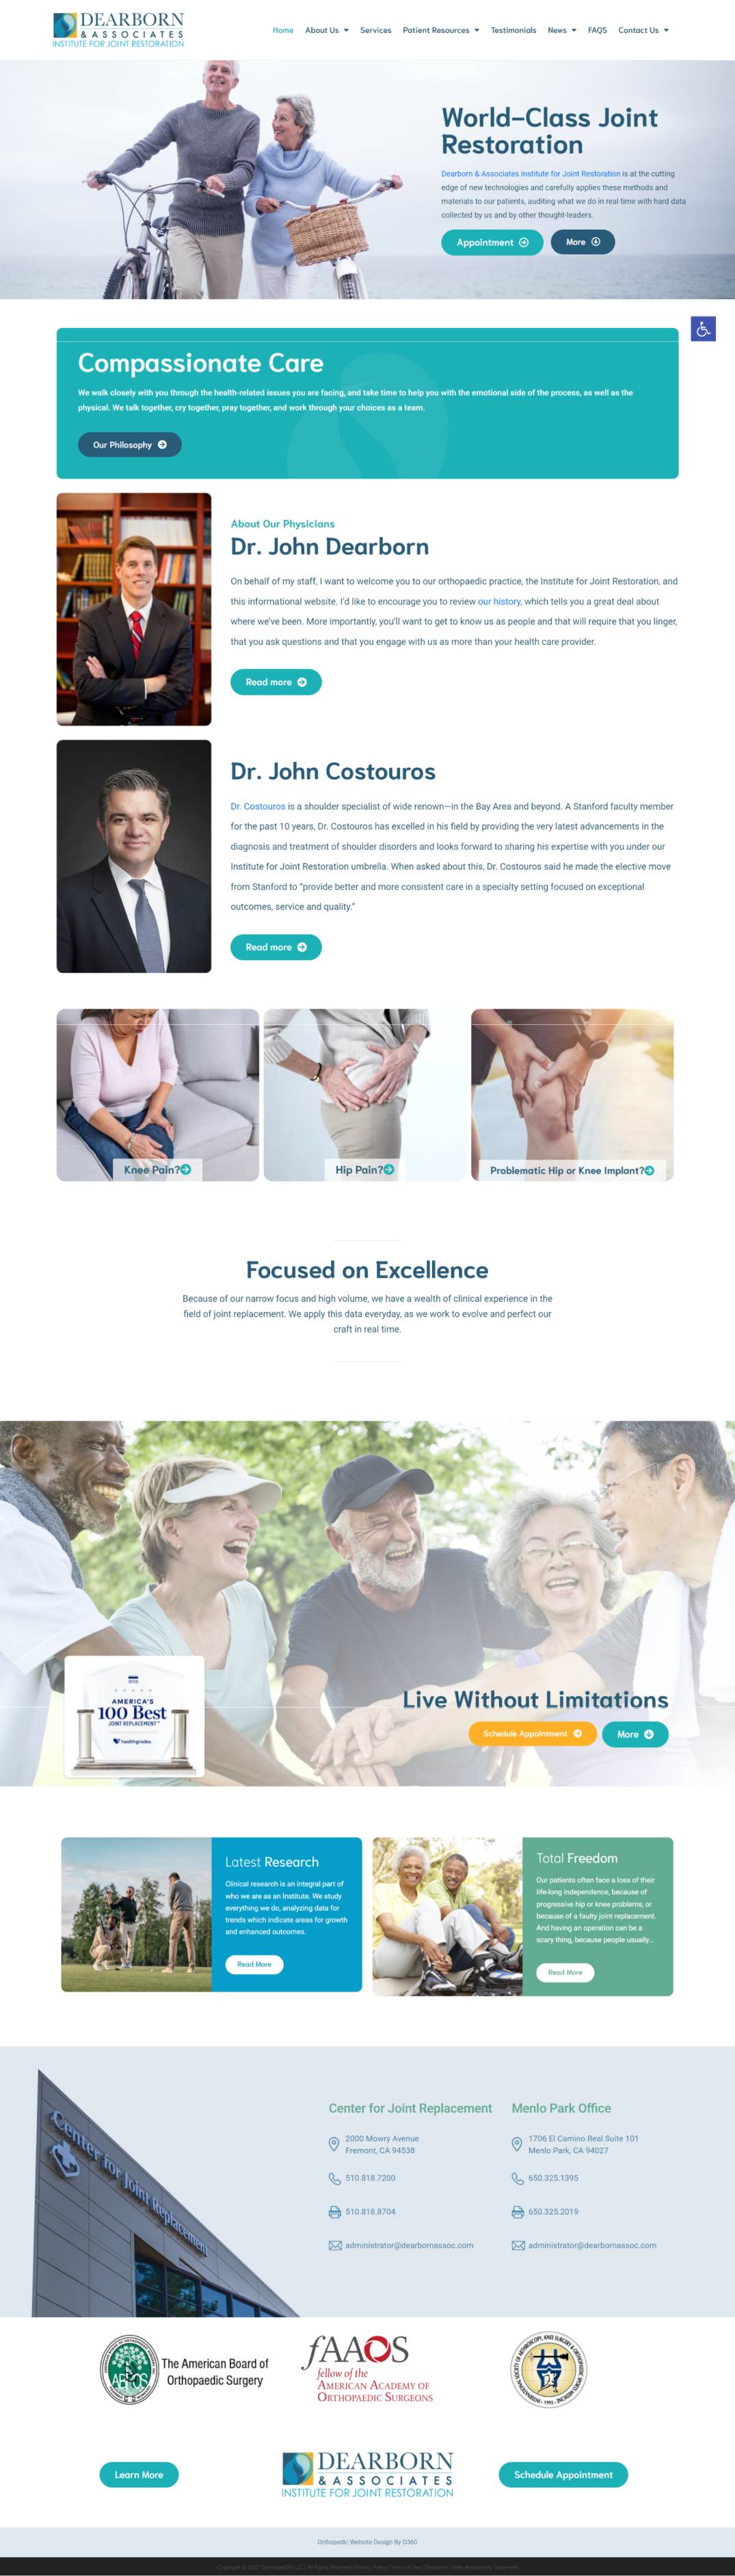 DEARBORN
& ASSOCIATES
INSTITUTE FOR JOINT RESTORATION
Home About Us Services Patient Resources Testimonials News FAQS Contact Us
World-Class Joint
Restoration
Dearborn & Associates Institute for Joint Restoration is at the cutting
edge of new technologies and carefully applies these methods and
materials to our patients, auditing what we do in real time with hard data
collected by us and by other thought-leaders.
Appointment More
Compassionate Care
We walk closely with you through the health-related issues you are facing, and take time to help you with the emotional side of the process, as well as the
physical. We talk together, cry together, pray together, and work through your choices as a team.
Our Philosophy
About Our Physicians
Dr. John Dearborn
On behalf of my staff, I want to welcome you to our orthopaedic practice, the Institute for Joint Restoration, and
this informational website. I'd like to encourage you to review our history, which tells you a great deal about
where we've been. More importantly, you'll want to get to know us as people and that will require that you linger,
that you ask questions and that you engage with us as more than your health care provider.
Read more
Dr. John Costouros
Dr. Costouros is a shoulder specialist of wide renown—in the Bay Area and beyond. A Stanford faculty member
for the past 10 years, Dr. Costouros has excelled in his field by providing the very latest advancements in the
diagnosis and treatment of shoulder disorders and looks forward to sharing his expertise with you under our
Institute for Joint Restoration umbrella. When asked about this, Dr. Costouros said he made the elective move
from Stanford to "provide better and more consistent care in a specialty setting focused on exceptional
outcomes, service and quality."
Read more
Knee Pain?
Hip Pain?
Problematic Hip or Knee Implant?
Focused on Excellence
Because of our narrow focus and high volume, we have a wealth of clinical experience in the
field of joint replacement. We apply this data everyday, as we work to evolve and perfect our
craft in real time.
AMERICA'S
100 Best
JOINT REPLACEMENT™
healthgrades
Live Without Limitations
Schedule Appointment More
Latest Research
Clinical research is an integral part of
who we are as an Institute. We study
everything we do, analyzing data for
trends which indicate areas for growth
and enhanced outcomes.
Read More
Total Freedom
Our patients often face a loss of their
life-long independence, because of
progressive hip or knee problems, or
because of a faulty joint replacement.
And having an operation can be a
scary thing, because people usually...
Read More
Center for Joint Replacement
Center for Joint Replacement
2000 Mowry Avenue
Fremont, CA 94538
510.818.7200
510.818.8704
administrator@dearbornassoc.com
Menlo Park Office
1706 El Camino Real Suite 101
Menlo Park, CA 94027
650.325.1395
650.325.2019
administrator@dearbornassoc.com
ABOS
The American Board of
Orthopaedic Surgery
fAAOS
fellow of the
AMERICAN ACADEMY OF
ORTHOPAEDIC SURGEONS
Learn More
DEARBORN
& ASSOCIATES
INSTITUTE FOR JOINT RESTORATION
Schedule Appointment
Orthopedic Website Design By O360